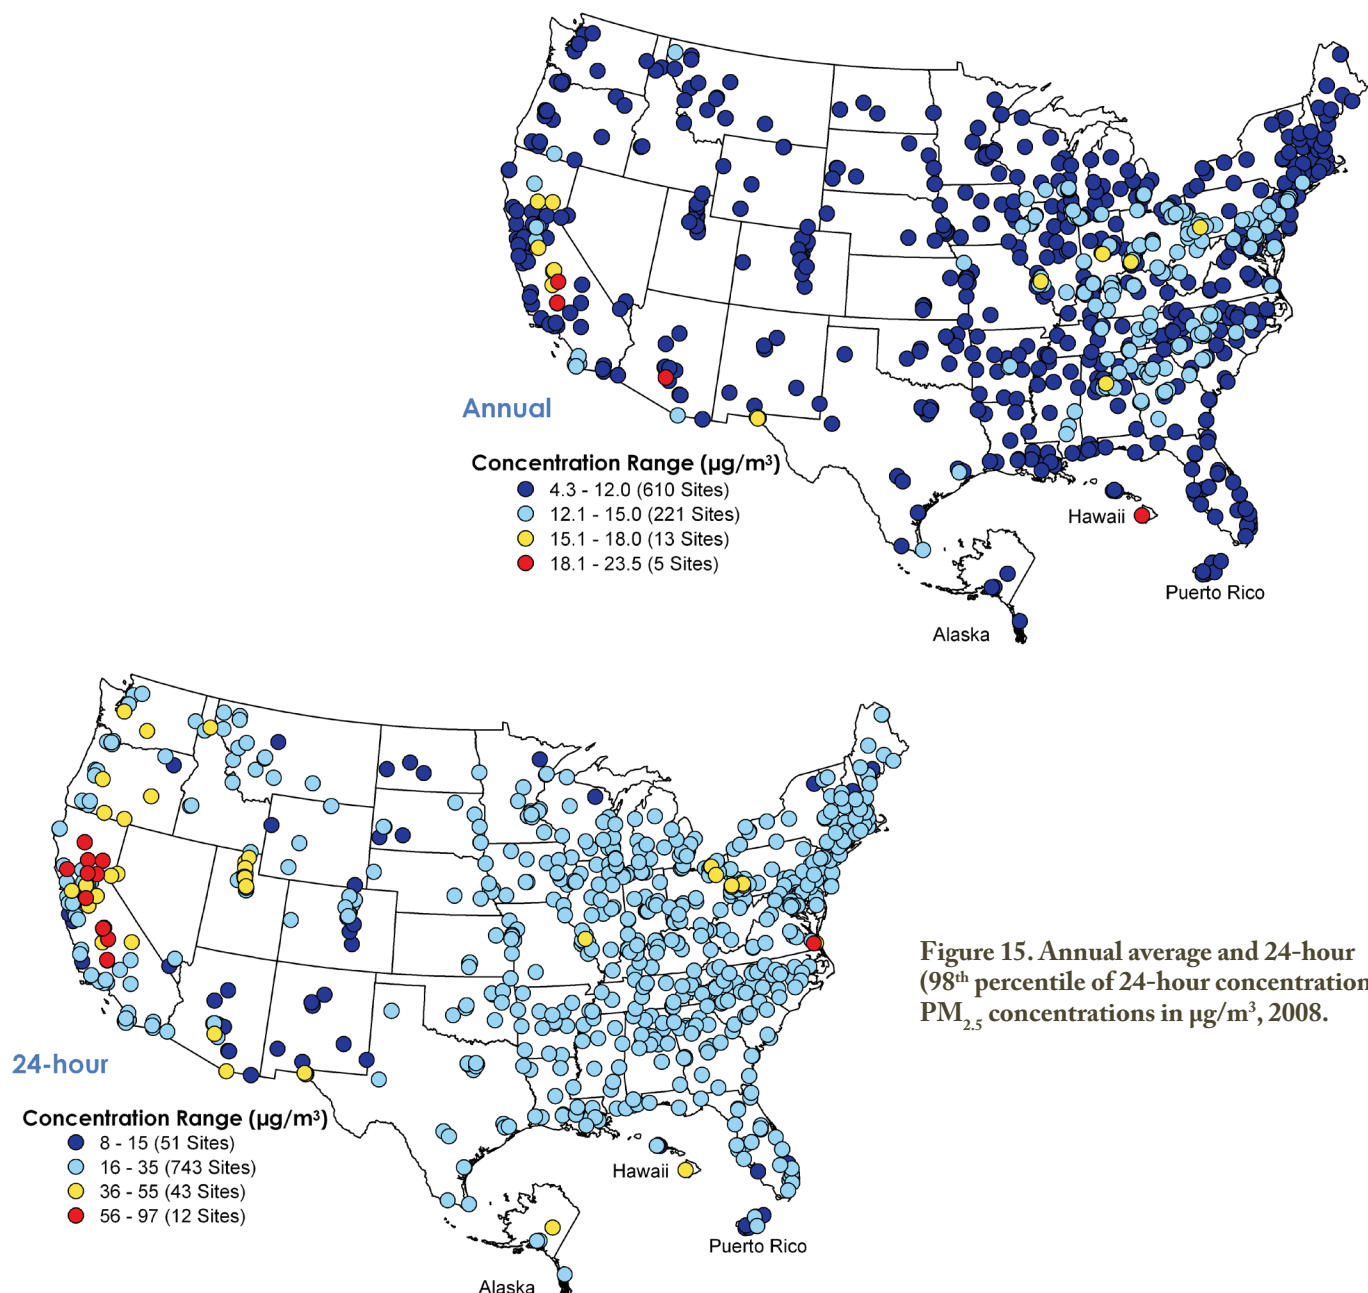 Annual
Concentration Range (µg/m³)
4.3 - 12.0 (610 Sites)
12.1 - 15.0 (221 Sites)
15.1 - 18.0 (13 Sites)
18.1 - 23.5 (5 Sites)
Hawaii
Puerto Rico
Alaska
24-hour
Concentration Range (µg/m³)
8 - 15 (51 Sites)
16 - 35 (743 Sites)
36 - 55 (43 Sites)
56 - 97 (12 Sites)
Hawaii
Puerto Rico
Alaska
Figure 15. Annual average and 24-hour
(98th percentile of 24-hour concentration
PM2.5 concentrations in µg/m³, 2008.